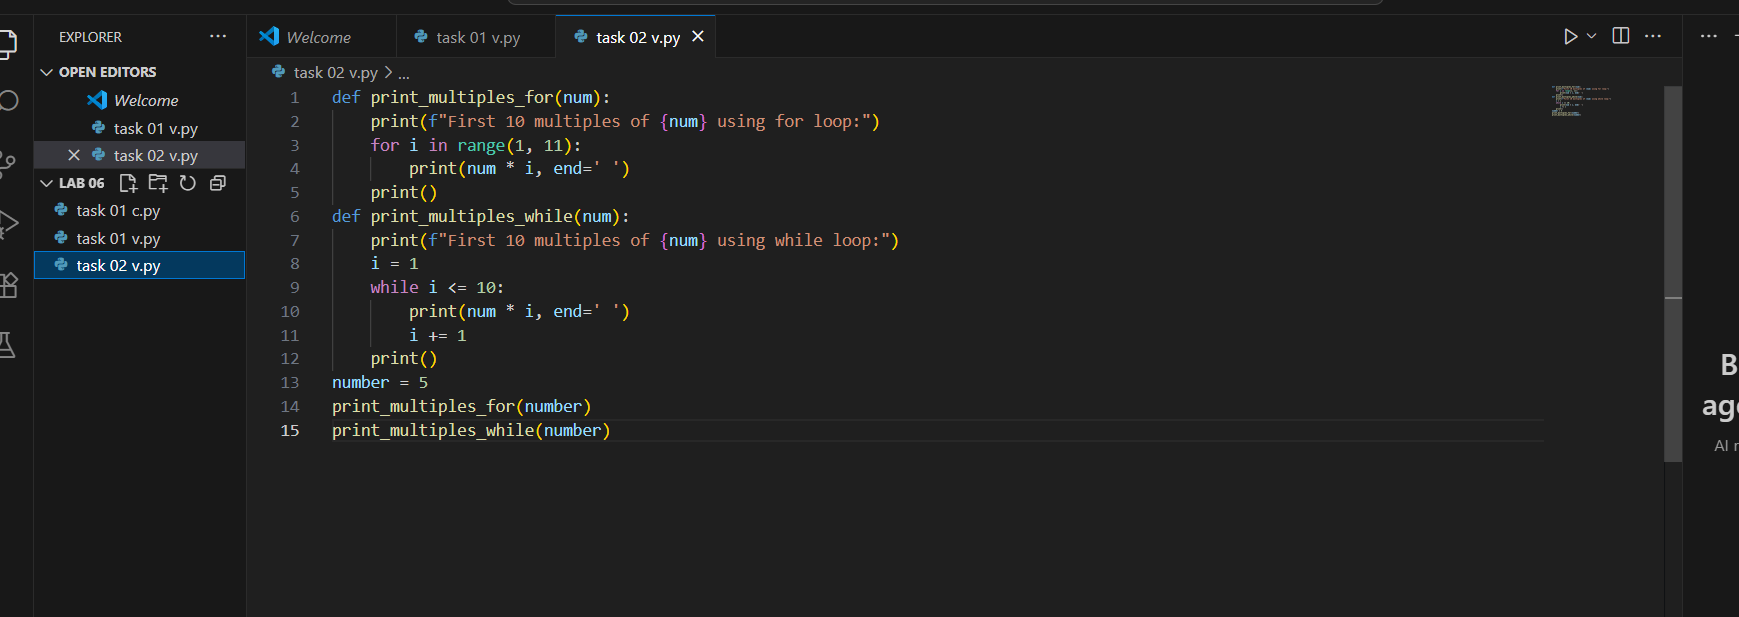 EXPLORER
OPEN EDITORS
Welcome
task 01 v.py
task 02 v.py
LAB 06
task 01 c.py
task 01 v.py
task 02 v.py
Welcome
task 01 v.py
task 02 v.py
task 02 v.py > ...
1 def print_multiples_for(num):
2     print(f"First 10 multiples of {num} using for loop:")
3     for i in range(1, 11):
4         print(num * i, end=' ')
5     print()
6 def print_multiples_while(num):
7     print(f"First 10 multiples of {num} using while loop:")
8     i = 1
9     while i <= 10:
10         print(num * i, end=' ')
11         i += 1
12     print()
13 number = 5
14 print_multiples_for(number)
15 print_multiples_while(number)
AI